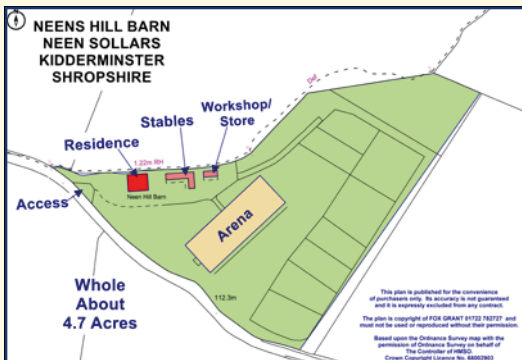 NEENS HILL BARN
NEEN SOLLARS
KIDDERMINSTER
SHROPSHIRE
Workshop/
Store
Stables
Residence
Def
1.22m RH
Neen Hill Barn
Access
Arena
112.3m
Whole
About
4.7 Acres
This plan is published for the convenience
of purchasers only. Its accuracy is not guaranteed
and it is expressly excluded from any contract.
The plan is copyright of FOX GRANT 01722 782727 and
must not be used or reproduced without their permission.
Based upon the Ordnance Survey map with the
permission of Ordnance Survey on behalf of
The Controller of HMSO.
Crown Copyright Licence No. 68002903